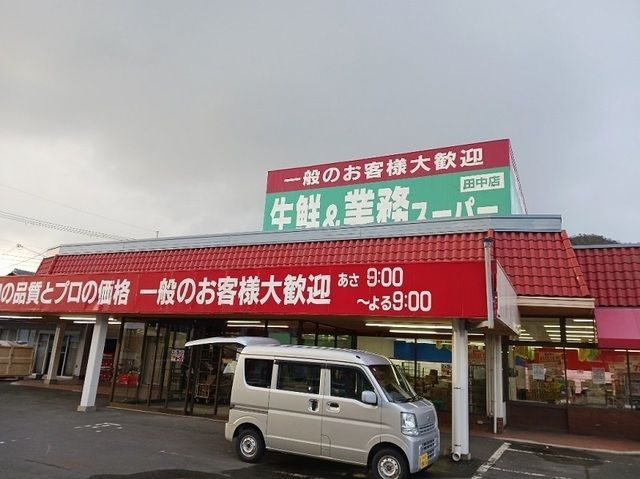 一般のお客様大歓迎
田中店
生鮮&業務スーパー
の品質とプロの価格 一般のお客様大歓迎 あさ 9:00
～よる9:00